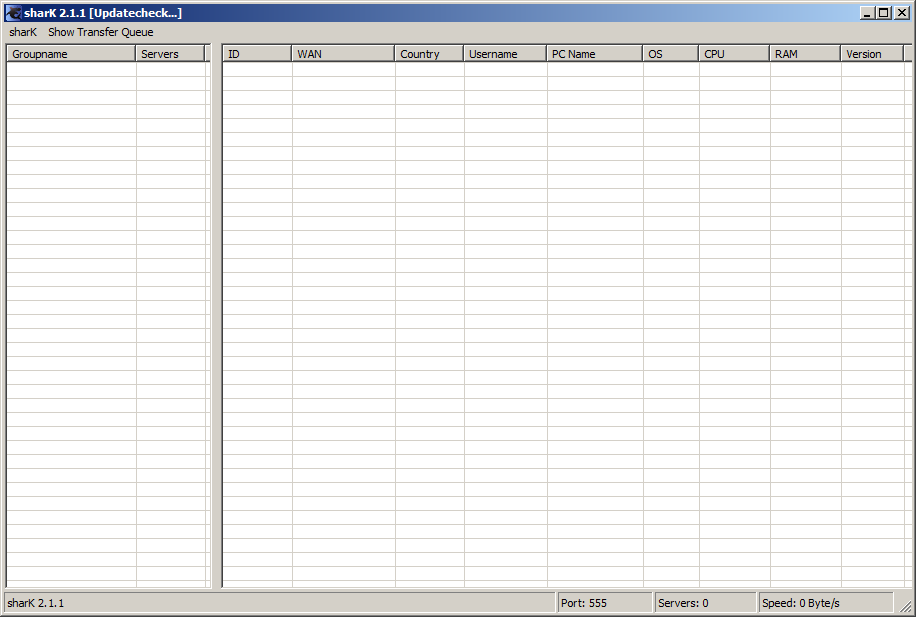 sharK 2.1.1 [Updatecheck...]
sharK Show Transfer Queue
Groupname Servers ID WAN Country Username PC Name OS CPU RAM Version
sharK 2.1.1 Port: 555 Servers: 0 Speed: 0 Byte/s